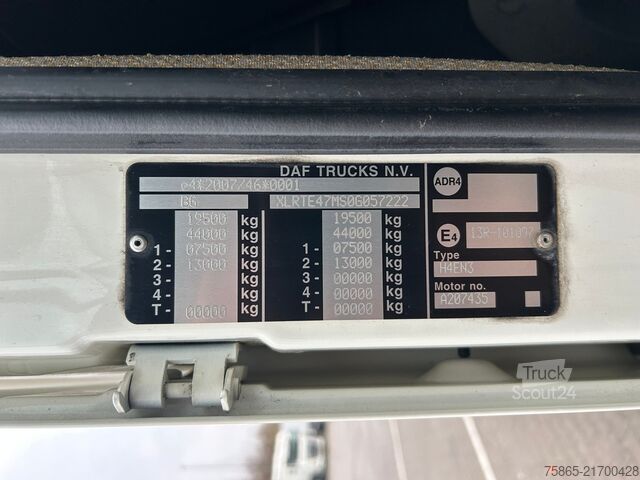 DAF TRUCKS N.V.
e4*2007/46*0001
BG XLRTE47MS0G057222
19500 kg 19500 kg
44000 kg 44000 kg
1- 07500 kg 1- 07500 kg
2- 13000 kg 2- 13000 kg
3- kg 3- 00000 kg
4- kg 4- 00000 kg
T- 00000 kg T- 00000 kg
ADR4
E4 13R-101097
Type
H4EN3
Motor no.
A207435
Truck
Scout24
75865-21700428